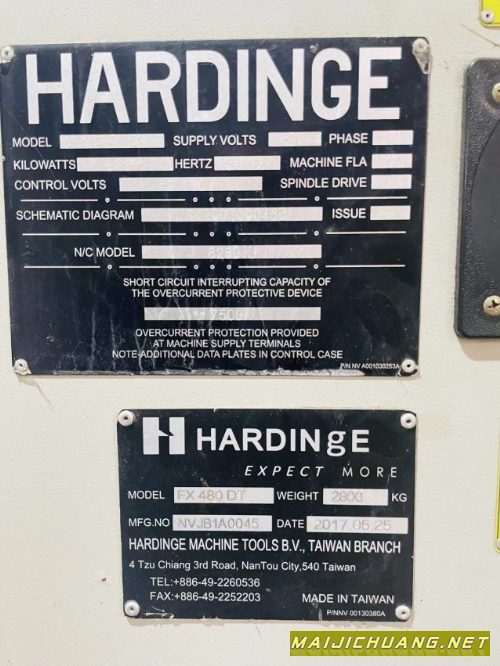 HARDINGE
MODEL SUPPLY VOLTS PHASE
KILOWATTS HERTZ MACHINE FLA
CONTROL VOLTS SPINDLE DRIVE
SCHEMATIC DIAGRAM ISSUE
N/C MODEL
SHORT CIRCUIT INTERRUPTING CAPACITY OF
THE OVERCURRENT PROTECTIVE DEVICE
OVERCURRENT PROTECTION PROVIDED
AT MACHINE SUPPLY TERMINALS
NOTE-ADDITIONAL DATA PLATES IN CONTROL CASE
P/N NV A001030253A
HARDINgE
EXPECT MORE
MODEL FX 480 DT WEIGHT 2800 KG
MFG.NO NVJB1A0045 DATE 2017.05.25
HARDINGE MACHINE TOOLS B.V., TAIWAN BRANCH
4 Tzu Chiang 3rd Road, NanTou City,540 Taiwan
TEL:+886-49-2260536
FAX:+886-49-2252203
MADE IN TAIWAN
P/NNV 00130380A
MAIJICHUANG.NET